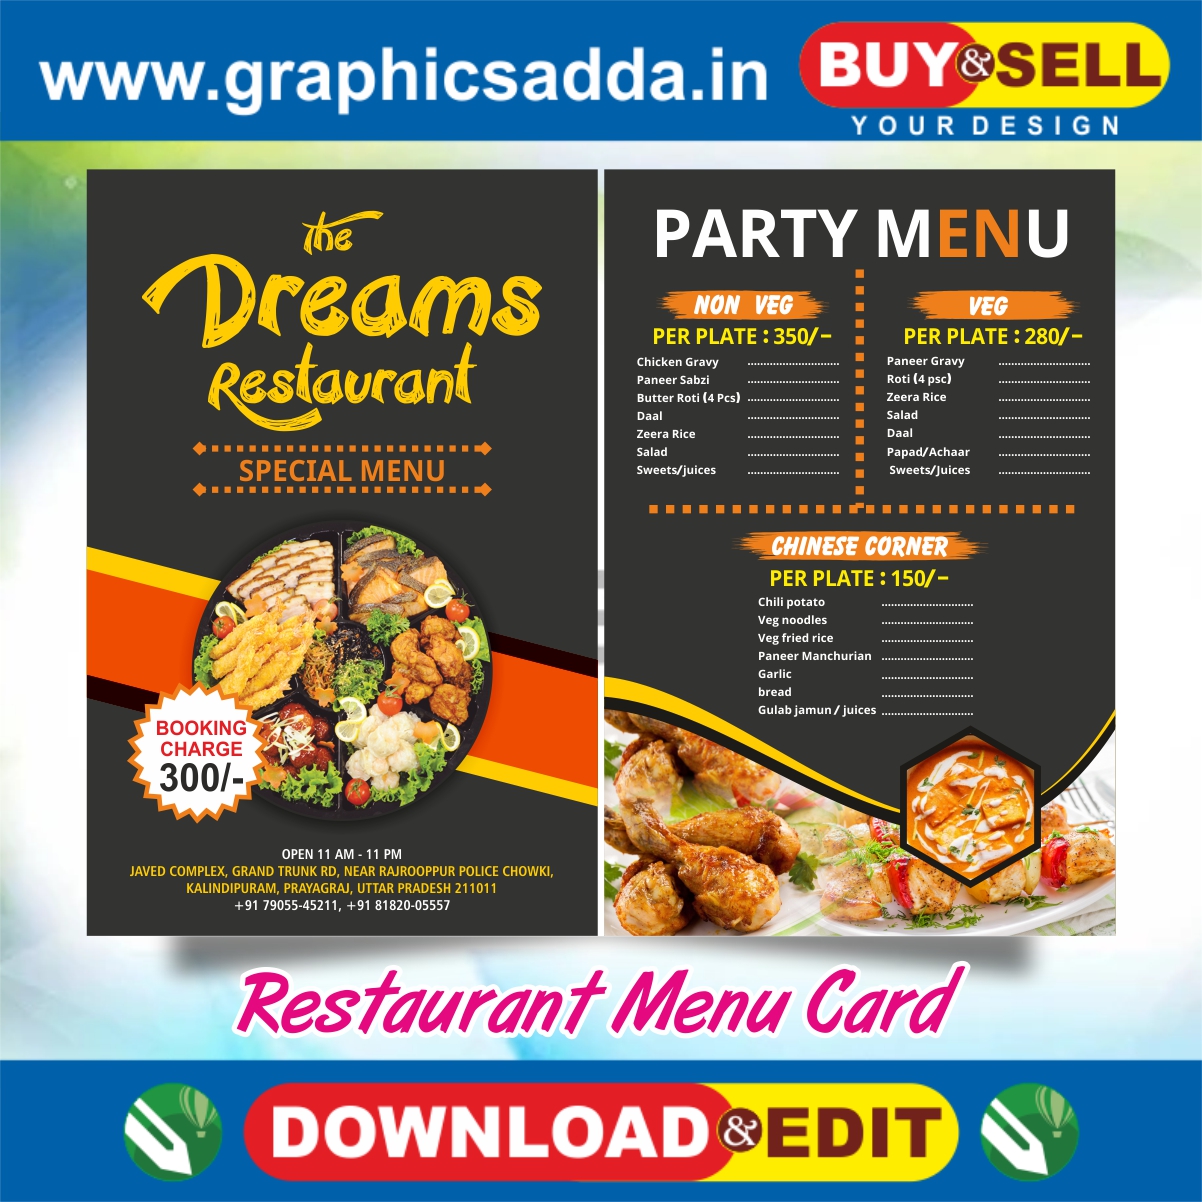 www.graphicsadda.in
BUY&SELL
YOUR DESIGN
the
Dreams
Restaurant
SPECIAL MENU
BOOKING
CHARGE
300/-
OPEN 11 AM - 11 PM
JAVED COMPLEX, GRAND TRUNK RD, NEAR RAJROOPPUR POLICE CHOWKI,
KALINDIPURAM, PRAYAGRAJ, UTTAR PRADESH 211011
+91 79055-45211, +91 81820-05557
PARTY MENU
NON VEG
PER PLATE : 350/-
Chicken Gravy ............................
Paneer Sabzi ............................
Butter Roti (4 Pcs) ............................
Daal ............................
Zeera Rice ............................
Salad ............................
Sweets/juices ............................
VEG
PER PLATE : 280/-
Paneer Gravy ............................
Roti (4 psc) ............................
Zeera Rice ............................
Salad ............................
Daal ............................
Papad/Achaar ............................
Sweets/Juices ............................
CHINESE CORNER
PER PLATE : 150/-
Chili potato ............................
Veg noodles ............................
Veg fried rice ............................
Paneer Manchurian ............................
Garlic ............................
bread ............................
Gulab jamun / juices ............................
Restaurant Menu Card
DOWNLOAD&EDIT